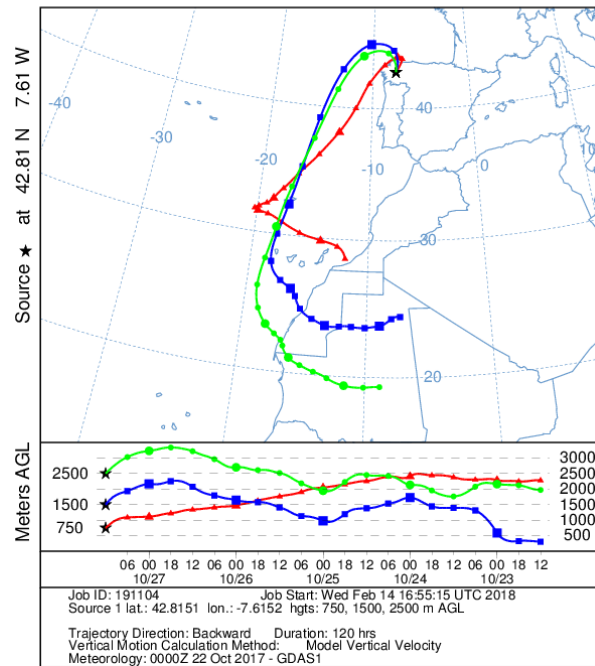 Source ★ at 42.81 N 7.61 W
-40
-30
-20
-10
0
40
30
20
Meters AGL
2500
1500
750
3000
2500
2000
1500
1000
500
06 00 18 12 06 00 18 12 06 00 18 12 06 00 18 12 06 00 18 12
10/27 10/26 10/25 10/24 10/23
Job ID: 191104 Job Start: Wed Feb 14 16:55:15 UTC 2018
Source 1 lat.: 42.8151 lon.: -7.6152 hgts: 750, 1500, 2500 m AGL
Trajectory Direction: Backward Duration: 120 hrs
Vertical Motion Calculation Method: Model Vertical Velocity
Meteorology: 0000Z 22 Oct 2017 - GDAS1